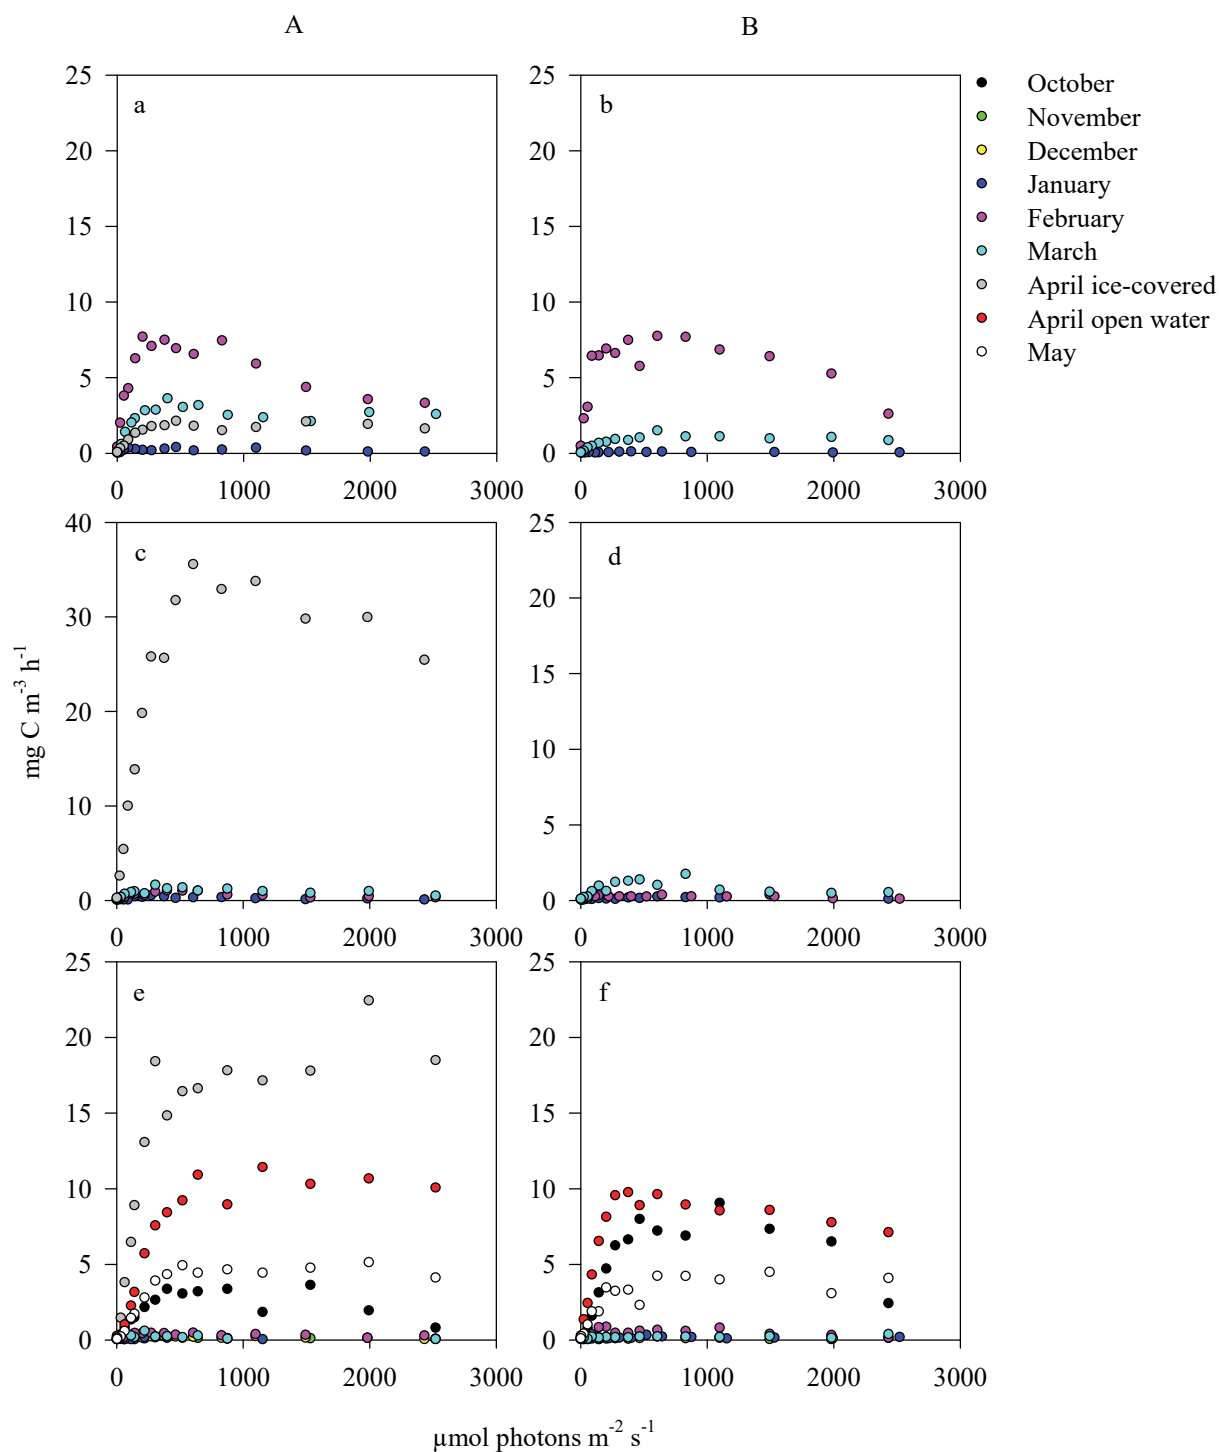 A B
25
20
15
10
5
0
a
0 1000 2000 3000
25
20
15
10
5
0
b
0 1000 2000 3000
October
November
December
January
February
March
April ice-covered
April open water
May
mg C m⁻³ h⁻¹
40
30
20
10
0
c
0 1000 2000 3000
25
20
15
10
5
0
d
0 1000 2000 3000
25
20
15
10
5
0
e
0 1000 2000 3000
25
20
15
10
5
0
f
0 1000 2000 3000
µmol photons m⁻² s⁻¹